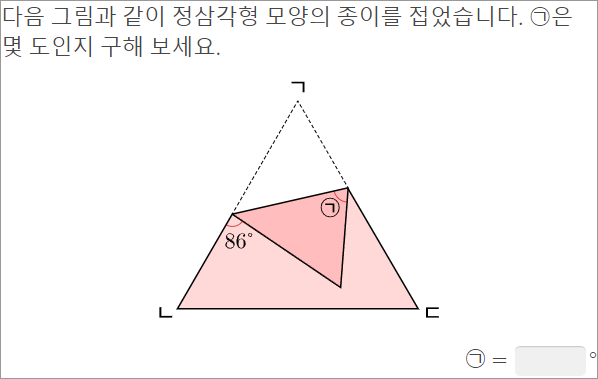 다음 그림과 같이 정삼각형 모양의 종이를 접었습니다. ㉠은
몇 도인지 구해 보세요.
ㄱ
㉠
86°
ㄴ
ㄷ
㉠ = °